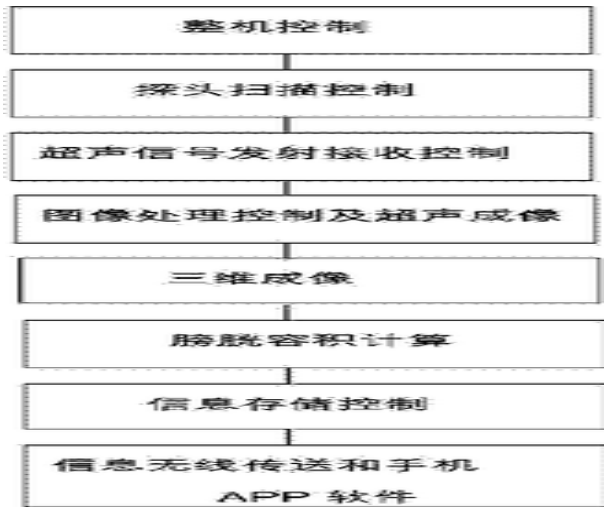 整机控制
探头扫描控制
超声信号发射接收控制
图像处理控制及超声成像
三维成像
膀胱容积计算
信息存储控制
信息无线传送和手机
APP 软件